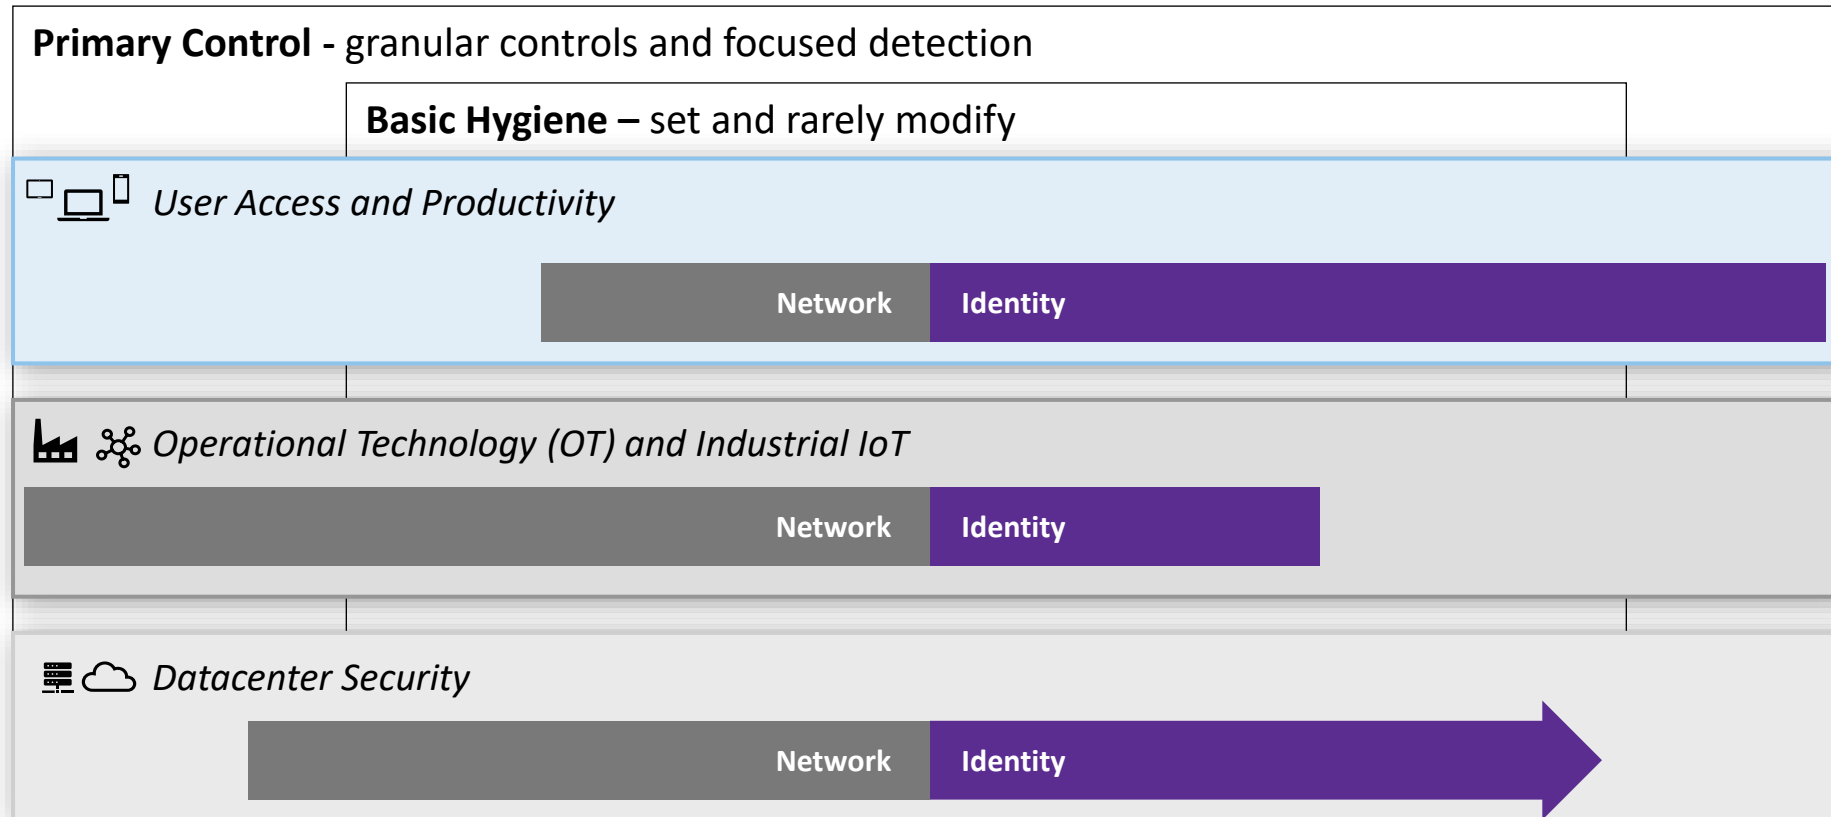 Primary Control - granular controls and focused detection
Basic Hygiene – set and rarely modify
User Access and Productivity
Network Identity
Operational Technology (OT) and Industrial IoT
Network Identity
Datacenter Security
Network Identity